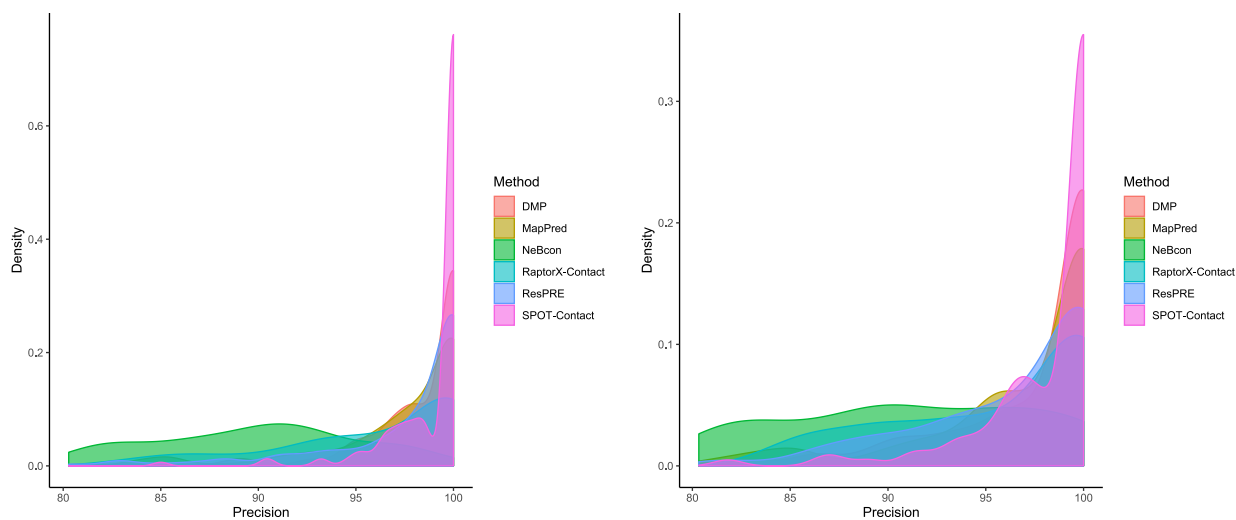 Density
0.6
0.4
0.2
0.0
80
85
90
95
100
Precision
Method
DMP
MapPred
NeBcon
RaptorX-Contact
ResPRE
SPOT-Contact
Density
0.3
0.2
0.1
0.0
80
85
90
95
100
Precision
Method
DMP
MapPred
NeBcon
RaptorX-Contact
ResPRE
SPOT-Contact